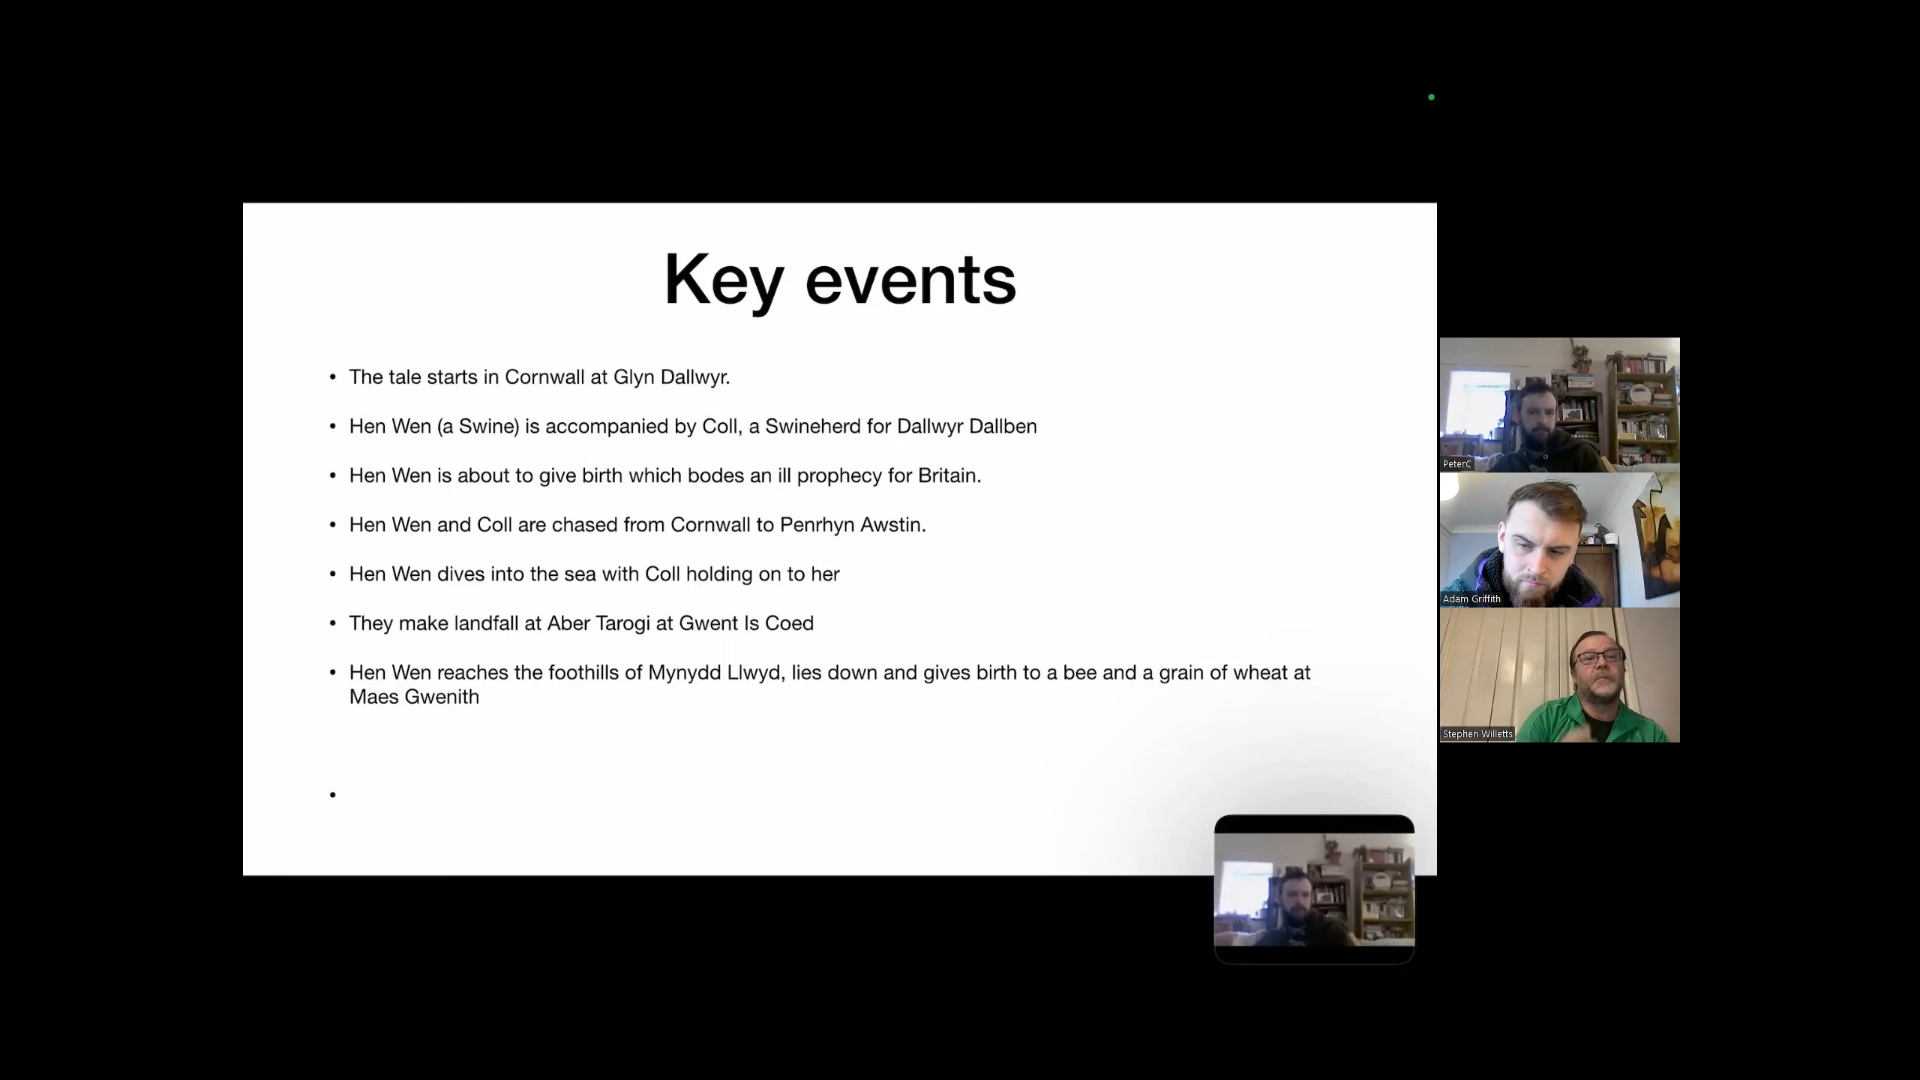 Key events
• The tale starts in Cornwall at Glyn Dallwyr.
• Hen Wen (a Swine) is accompanied by Coll, a Swineherd for Dallwyr Dallben
• Hen Wen is about to give birth which bodes an ill prophecy for Britain.
• Hen Wen and Coll are chased from Cornwall to Penrhyn Awstin.
• Hen Wen dives into the sea with Coll holding on to her
• They make landfall at Aber Tarogi at Gwent Is Coed
• Hen Wen reaches the foothills of Mynydd Llwyd, lies down and gives birth to a bee and a grain of wheat at
Maes Gwenith
•
PeterC
Adam Griffith
Stephen Willetts